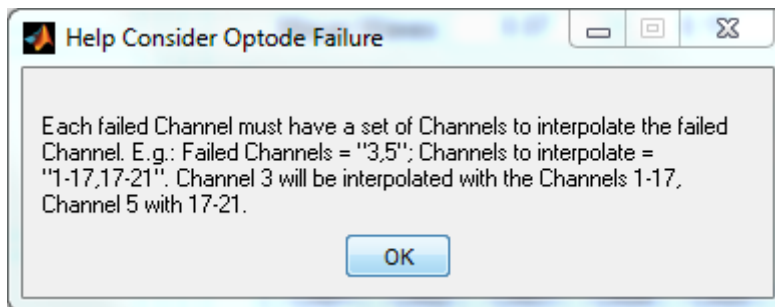 Help Consider Optode Failure
Each failed Channel must have a set of Channels to interpolate the failed
Channel. E.g.: Failed Channels = "3,5"; Channels to interpolate =
"1-17,17-21". Channel 3 will be interpolated with the Channels 1-17,
Channel 5 with 17-21.
OK